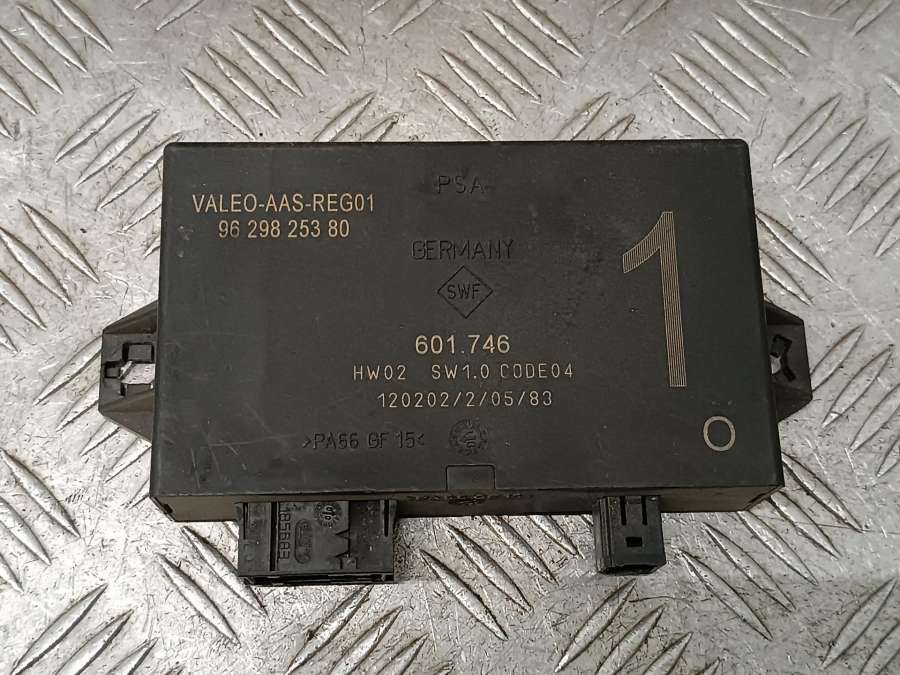 PSA
VALEO-AAS-REG01
96 298 253 80
GERMANY
SWF
1
601.746
HW02 SW1.0 CODE04
120202/2/05/83
O
>PA66 GF 15<